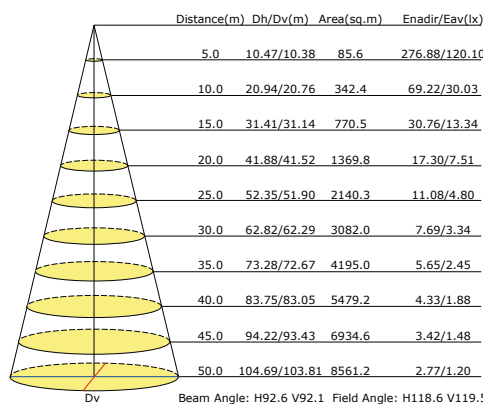 Distance(m) Dh/Dv(m) Area(sq.m) Enadir/Eav(lx)
5.0 10.47/10.38 85.6 276.88/120.10
10.0 20.94/20.76 342.4 69.22/30.03
15.0 31.41/31.14 770.5 30.76/13.34
20.0 41.88/41.52 1369.8 17.30/7.51
25.0 52.35/51.90 2140.3 11.08/4.80
30.0 62.82/62.29 3082.0 7.69/3.34
35.0 73.28/72.67 4195.0 5.65/2.45
40.0 83.75/83.05 5479.2 4.33/1.88
45.0 94.22/93.43 6934.6 3.42/1.48
50.0 104.69/103.81 8561.2 2.77/1.20
Dv Beam Angle: H92.6 V92.1 Field Angle: H118.6 V119.5